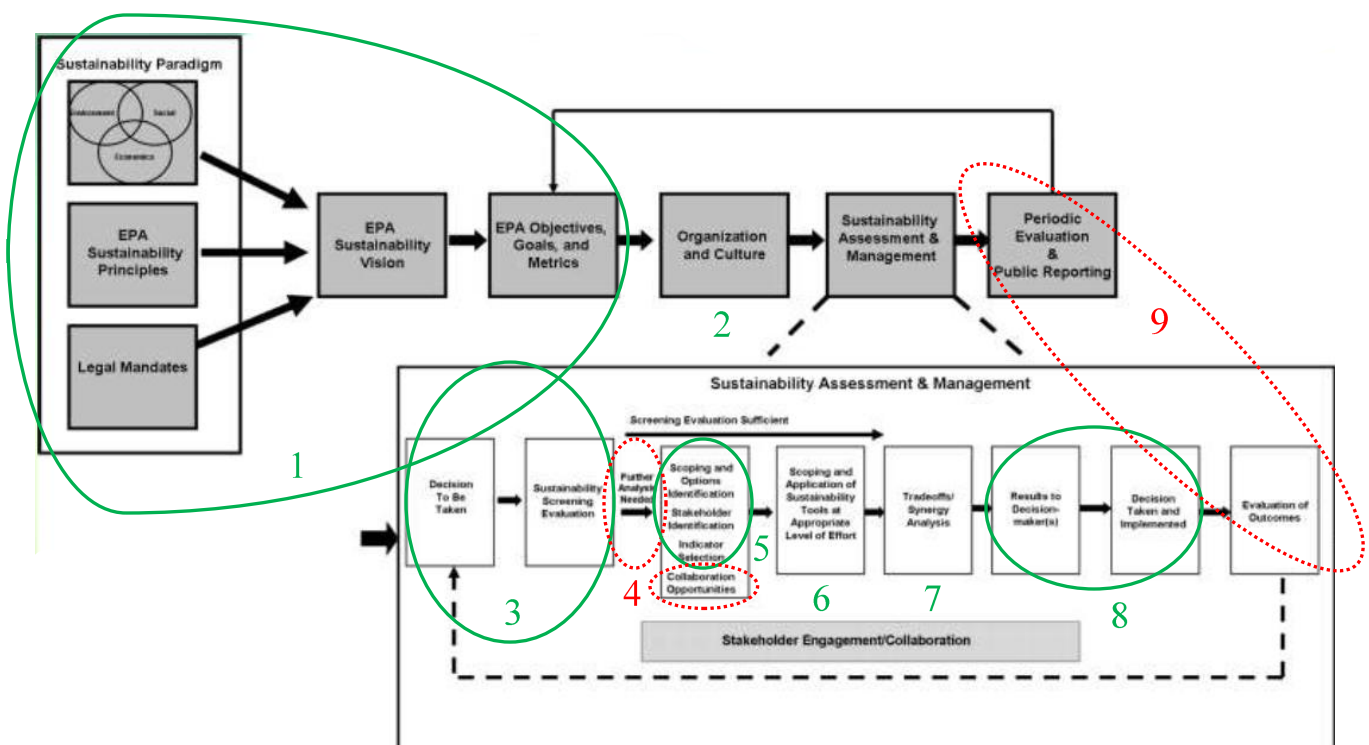 Sustainability Paradigm
Environment
Social
Economics
EPA
Sustainability
Principles
Legal Mandates
EPA
Sustainability
Vision
EPA Objectives,
Goals, and
Metrics
Organization
and Culture
Sustainability
Assessment &
Management
Periodic
Evaluation
&
Public Reporting
1
2
9
Sustainability Assessment & Management
Screening Evaluation Sufficient
Decision
To Be
Taken
Sustainability
Screening
Evaluation
Further
Analysis
Needed
Scoping and
Options
Identification
Stakeholder
Identification
Indicator
Selection
Collaboration
Opportunities
Scoping and
Application of
Sustainability
Tools at
Appropriate
Level of Effort
Tradeoffs/
Synergy
Analysis
Results to
Decision-
maker(s)
Decision
Taken and
Implemented
Evaluation of
Outcomes
3
4
5
6
7
8
Stakeholder Engagement/Collaboration